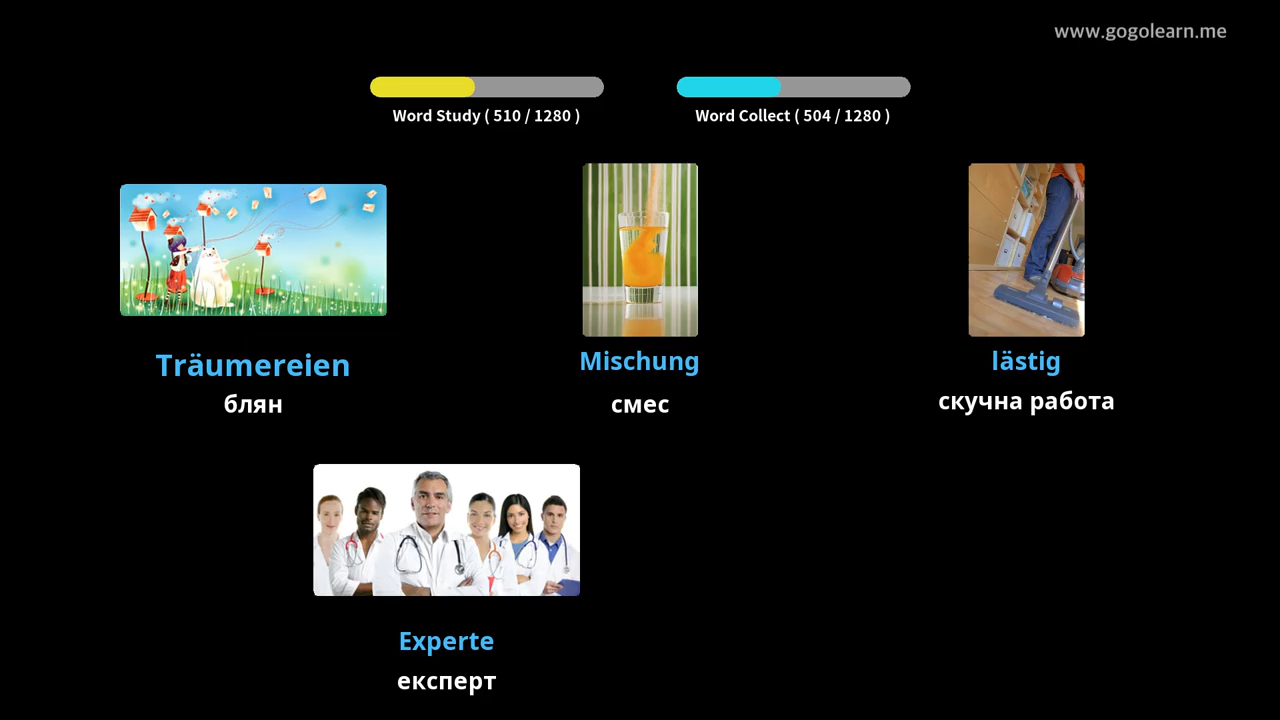 www.gogolearn.me
Word Study ( 510 / 1280 )
Word Collect ( 504 / 1280 )
Träumereien
блян
Mischung
смес
lästig
скучна работа
Experte
експерт